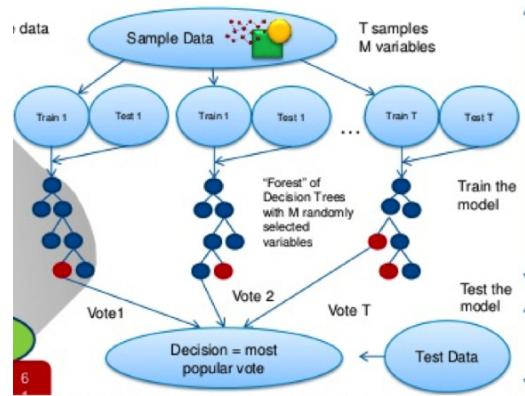 e data
Sample Data
T samples
M variables
Train 1
Test 1
Train 1
Test 1
...
Train T
Test T
"Forest" of
Decision Trees
with M randomly
selected
variables
Train the
model
Vote1
Vote 2
Vote T
Test the
model
Decision = most
popular vote
Test Data
6